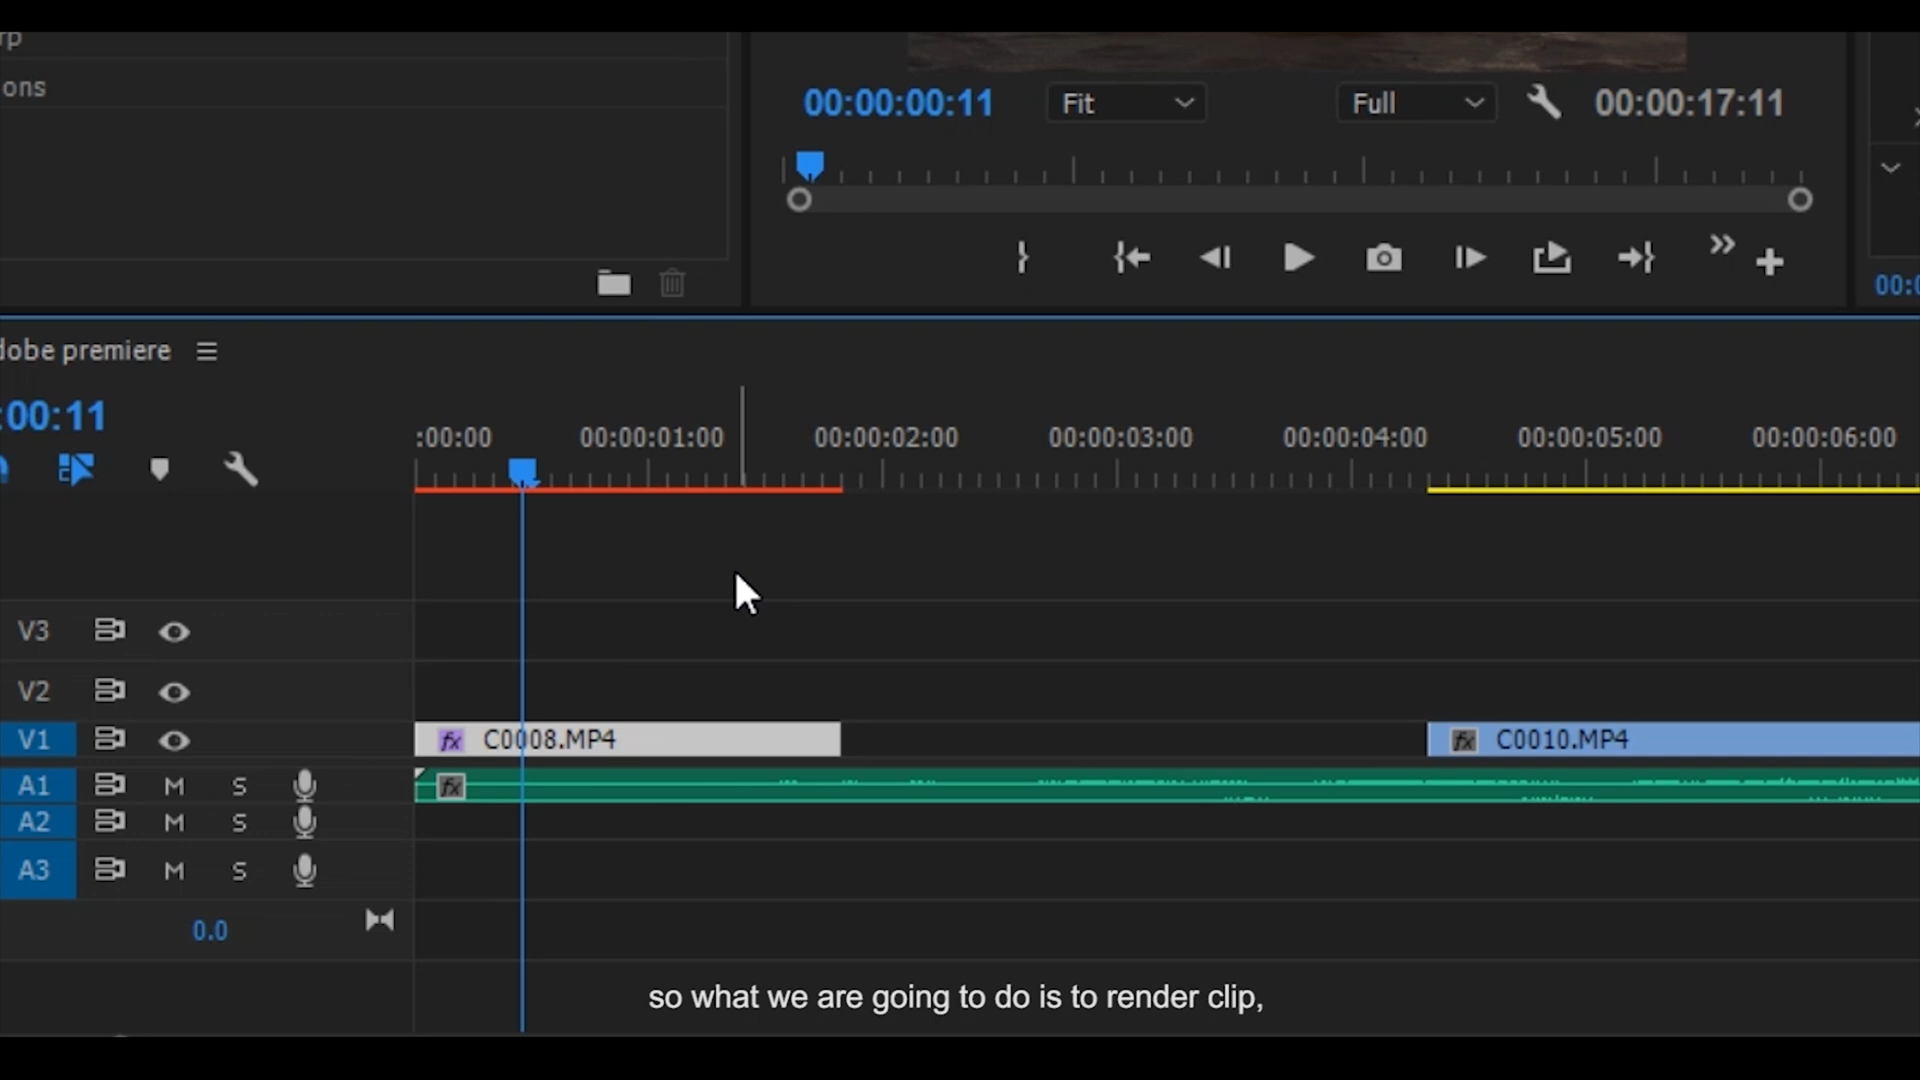 rp
ons
00:00:00:11 Fit Full 00:00:17:11
00:0
dobe premiere
:00:11
:00:00 00:00:01:00 00:00:02:00 00:00:03:00 00:00:04:00 00:00:05:00 00:00:06:00
V3
V2
V1 fx C0008.MP4 fx C0010.MP4
A1 M S fx
A2 M S
A3 M S
0.0
so what we are going to do is to render clip,